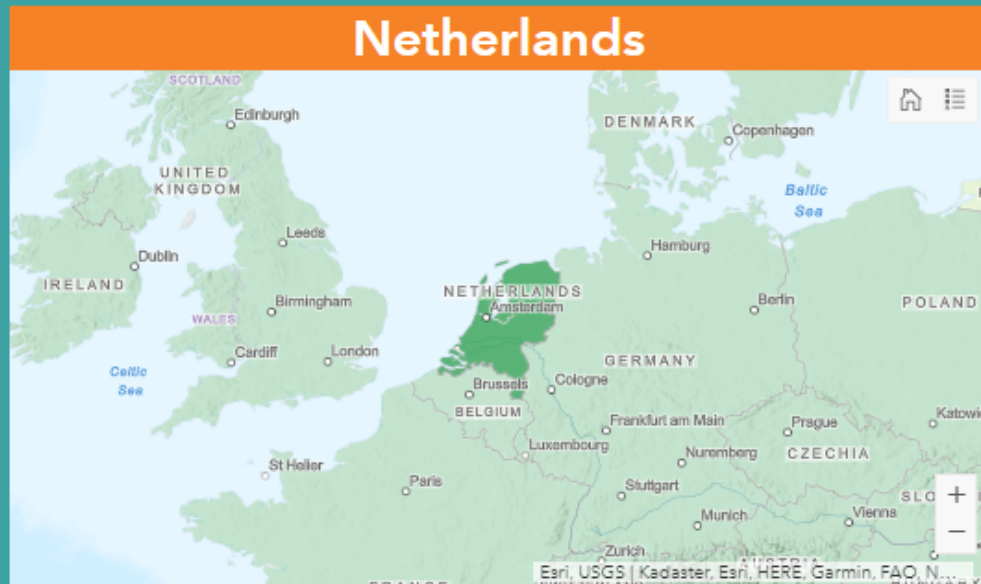 Netherlands
SCOTLAND
Edinburgh
DENMARK
Copenhagen
UNITED
KINGDOM
Baltic
Sea
Leeds
Hamburg
Dublin
IRELAND
NETHERLANDS
Amsterdam
Birmingham
Berlin
POLAND
WALES
Cardiff
London
GERMANY
Celtic
Sea
Brussels
Cologne
BELGIUM
Frankfurt am Main
Prague
Katowi
CZECHIA
Luxembourg
Nuremberg
St Helier
Paris
Stuttgart
SLO
+
Munich
Vienna
−
Zurich
Esri, USGS | Kadaster, Esri, HERE, Garmin, FAO, N...